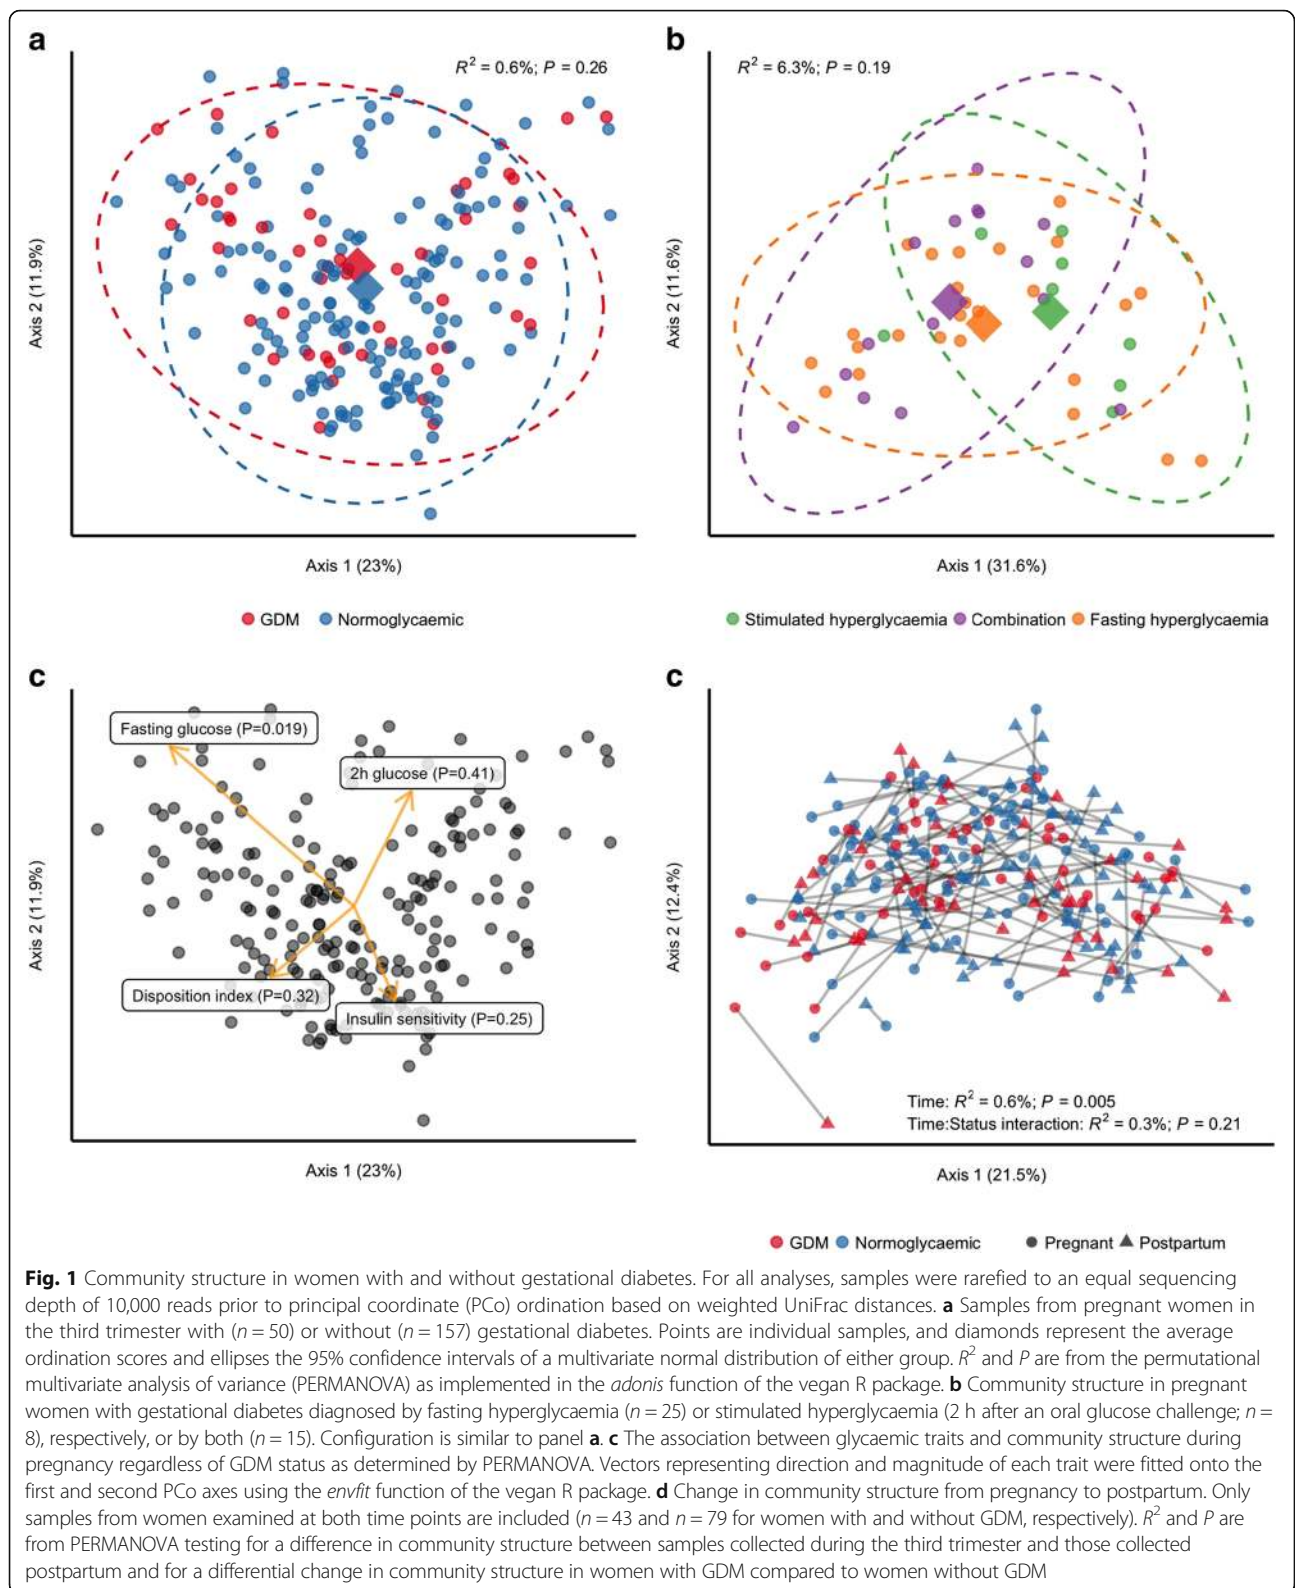 a
R² = 0.6%; P = 0.26
Axis 2 (11.9%)
Axis 1 (23%)
GDM Normoglycaemic
b
R² = 6.3%; P = 0.19
Axis 2 (11.6%)
Axis 1 (31.6%)
Stimulated hyperglycaemia Combination Fasting hyperglycaemia
c
Fasting glucose (P=0.019)
2h glucose (P=0.41)
Disposition index (P=0.32)
Insulin sensitivity (P=0.25)
Axis 2 (11.9%)
Axis 1 (23%)
c
Axis 2 (12.4%)
Time: R² = 0.6%; P = 0.005
Time:Status interaction: R² = 0.3%; P = 0.21
Axis 1 (21.5%)
GDM Normoglycaemic Pregnant Postpartum
Fig. 1 Community structure in women with and without gestational diabetes. For all analyses, samples were rarefied to an equal sequencing
depth of 10,000 reads prior to principal coordinate (PCo) ordination based on weighted UniFrac distances. a Samples from pregnant women in
the third trimester with (n = 50) or without (n = 157) gestational diabetes. Points are individual samples, and diamonds represent the average
ordination scores and ellipses the 95% confidence intervals of a multivariate normal distribution of either group. R² and P are from the permutational
multivariate analysis of variance (PERMANOVA) as implemented in the adonis function of the vegan R package. b Community structure in pregnant
women with gestational diabetes diagnosed by fasting hyperglycaemia (n = 25) or stimulated hyperglycaemia (2 h after an oral glucose challenge; n =
8), respectively, or by both (n = 15). Configuration is similar to panel a. c The association between glycaemic traits and community structure during
pregnancy regardless of GDM status as determined by PERMANOVA. Vectors representing direction and magnitude of each trait were fitted onto the
first and second PCo axes using the envfit function of the vegan R package. d Change in community structure from pregnancy to postpartum. Only
samples from women examined at both time points are included (n = 43 and n = 79 for women with and without GDM, respectively). R² and P are
from PERMANOVA testing for a difference in community structure between samples collected during the third trimester and those collected
postpartum and for a differential change in community structure in women with GDM compared to women without GDM